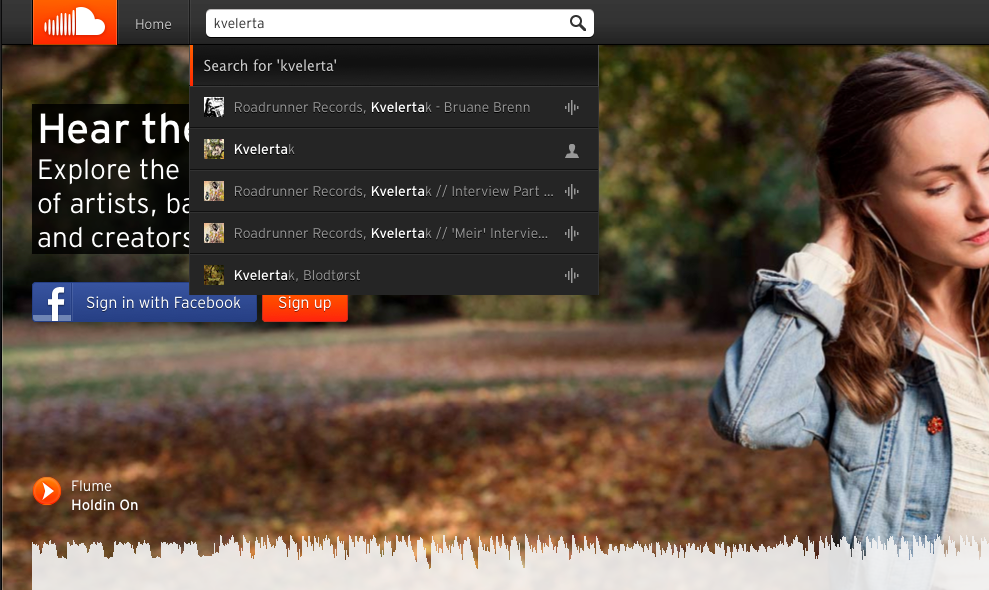 Home
kvelerta
Search for 'kvelerta'
Roadrunner Records, Kvelertak - Bruane Brenn
Kvelertak
Roadrunner Records, Kvelertak // Interview Part ...
Roadrunner Records, Kvelertak // 'Meir' Intervie...
Kvelertak, Blodtørst
Hear the
Explore the
of artists, ba
and creators
f Sign in with Facebook
Sign up
Flume
Holdin On